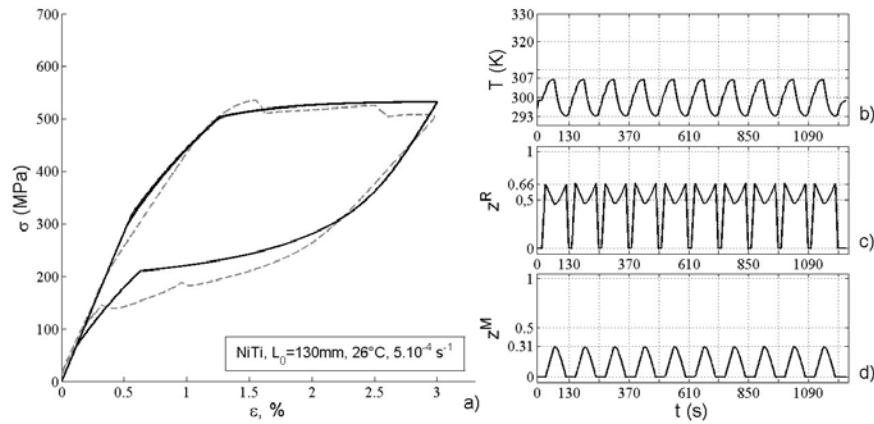 700
600
500
400
300
200
100
0
σ (MPa)
0 0.5 1 1.5 2 2.5 3
ε, %
NiTi, L₀=130mm, 26°C, 5.10⁻⁴ s⁻¹
a)
330
320
307
300
293
T (K)
0 130 370 610 850 1090
b)
1
0.66
0,5
0
z^R
0 130 370 610 850 1090
c)
1
0.5
0.31
0
z^M
0 130 370 610 850 1090
t (s)
d)